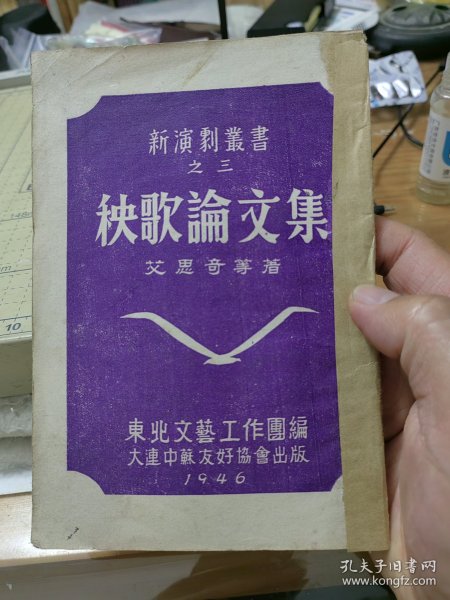 新演剧叢書
之三
秧歌論文集
艾思奇等著
東北文藝工作團編
大連中蘇友好協會出版
1946
10
孔夫子旧书网
www.kongfz.com